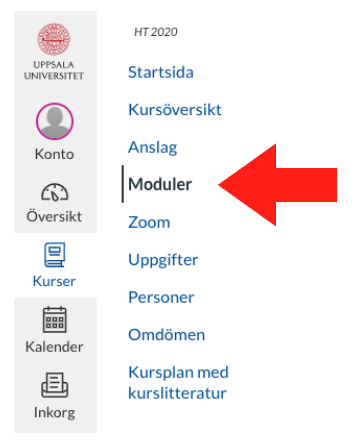 UPPSALA
UNIVERSITET
Konto
Översikt
Kurser
Kalender
Inkorg
HT 2020
Startsida
Kursöversikt
Anslag
Moduler
Zoom
Uppgifter
Personer
Omdömen
Kursplan med
kurslitteratur